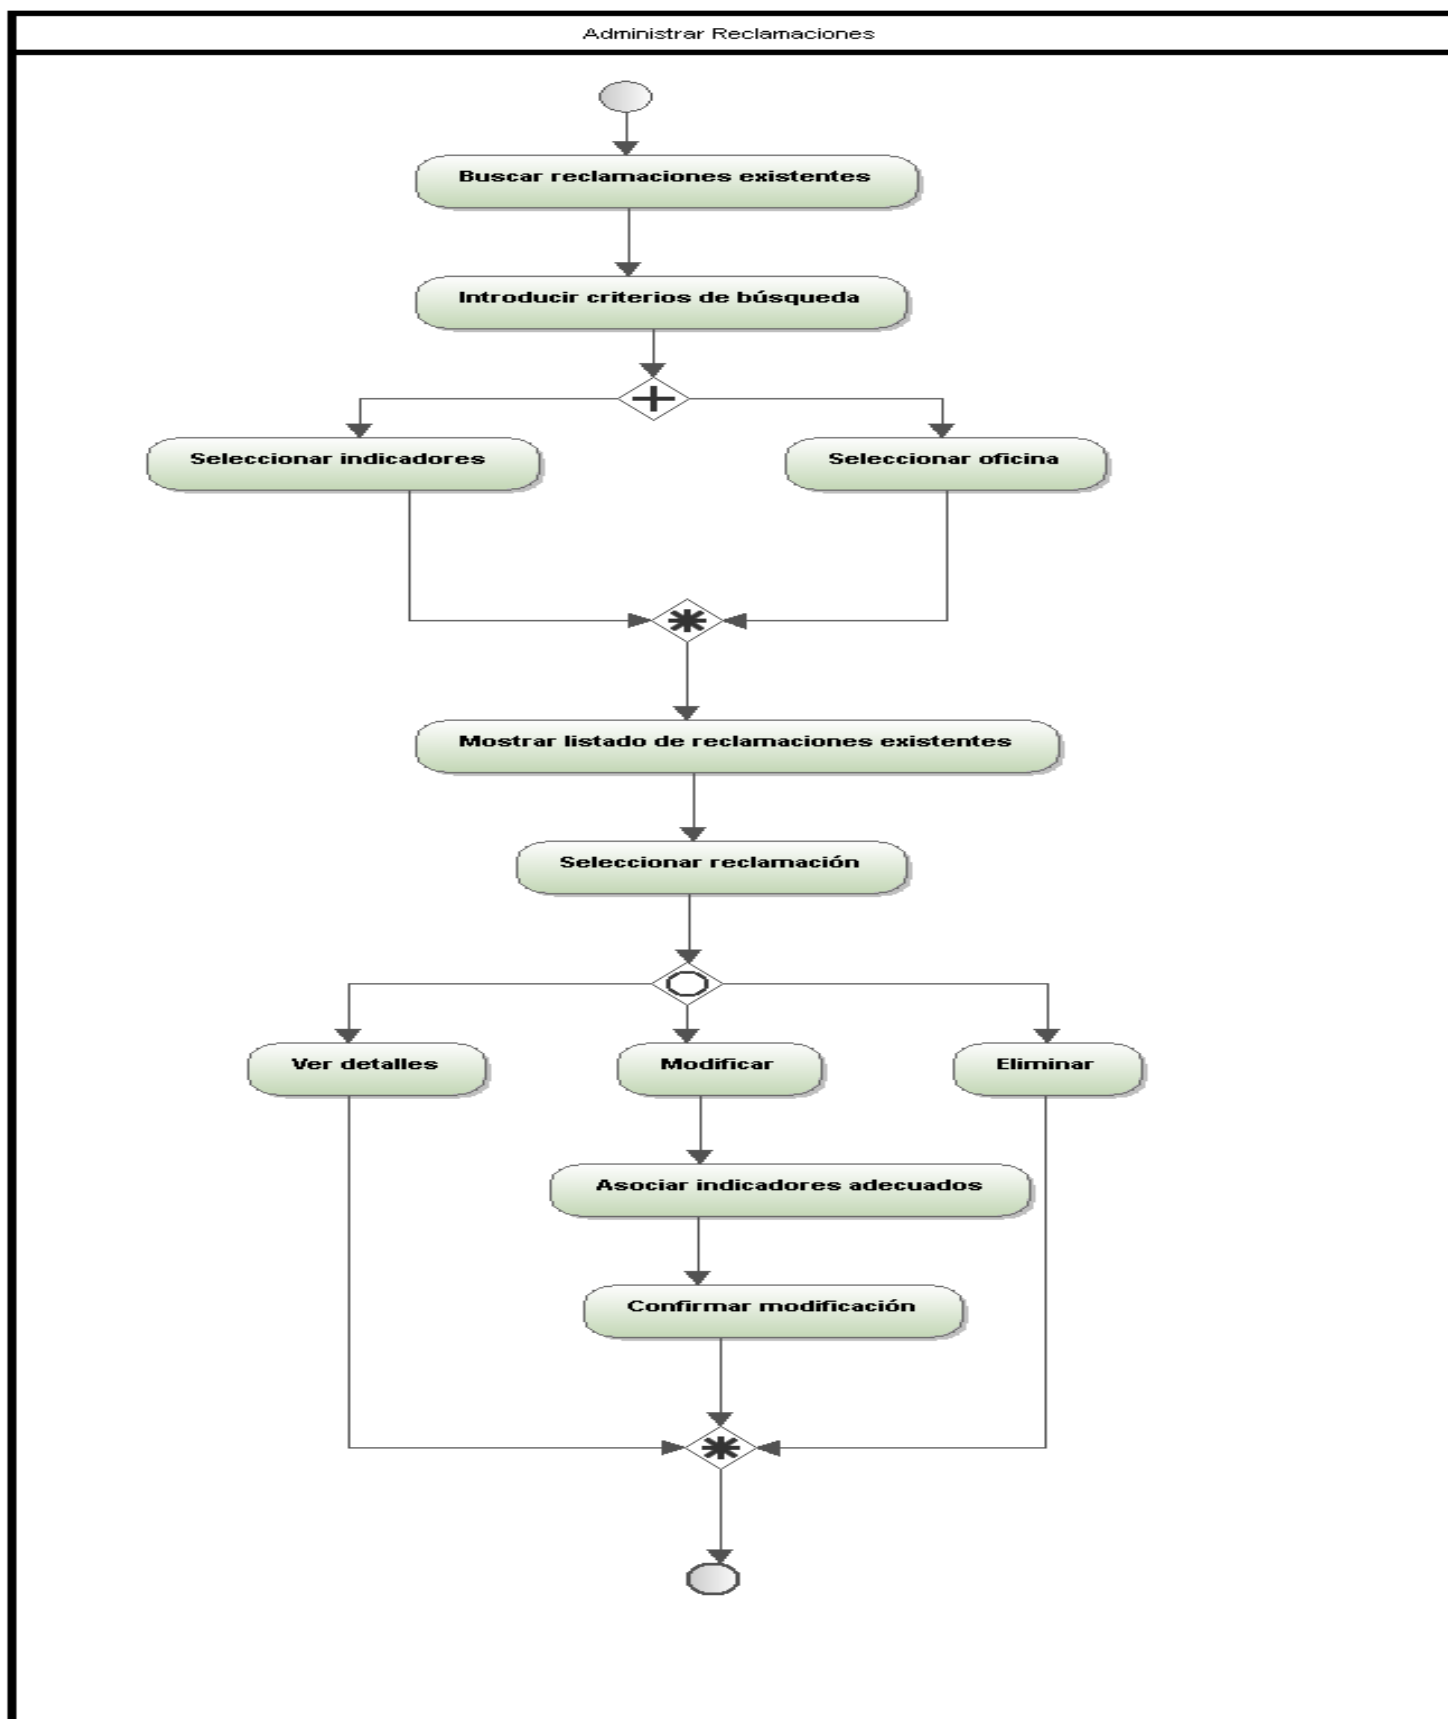 Administrar Reclamaciones
Buscar reclamaciones existentes
Introducir criterios de búsqueda
Seleccionar indicadores
Seleccionar oficina
Mostrar listado de reclamaciones existentes
Seleccionar reclamación
Ver detalles
Modificar
Eliminar
Asociar indicadores adecuados
Confirmar modificación